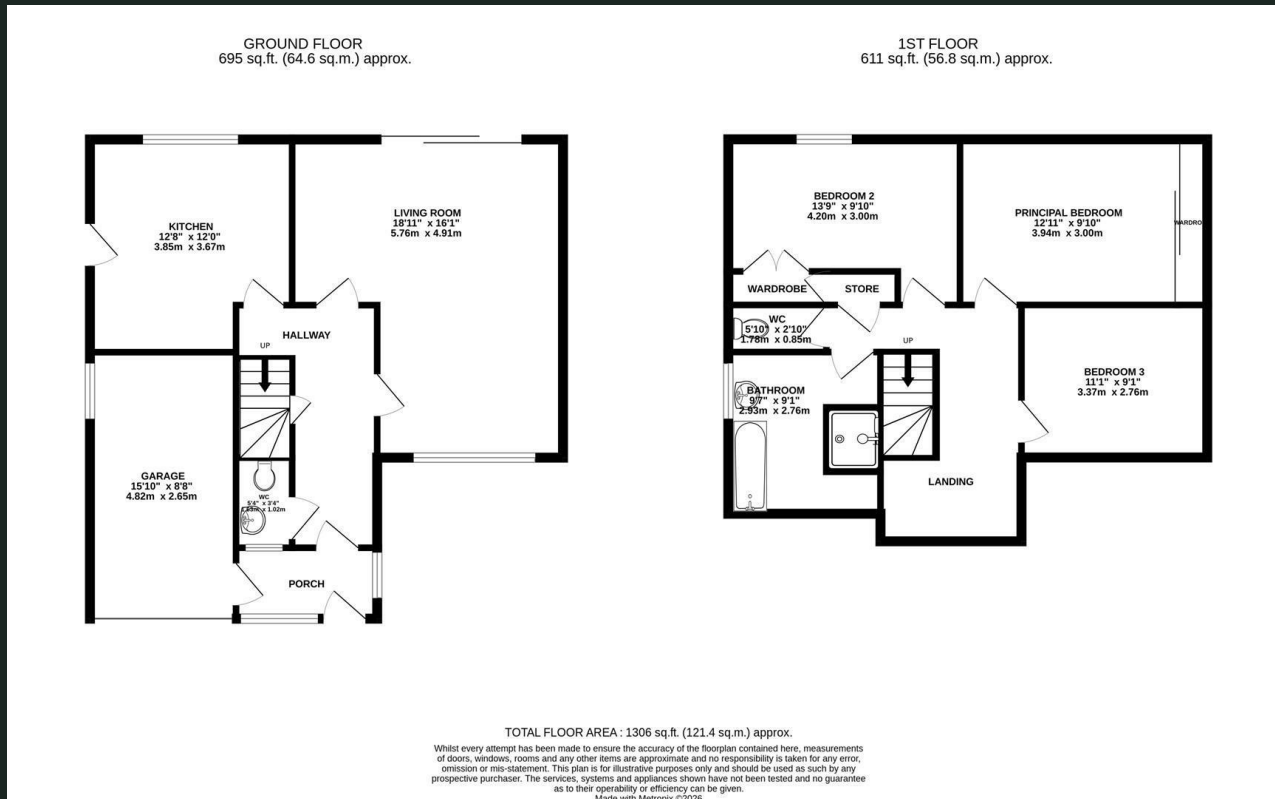 GROUND FLOOR
695 sq.ft. (64.6 sq.m.) approx.
KITCHEN
12'8" x 12'0"
3.85m x 3.67m
LIVING ROOM
18'11" x 16'1"
5.76m x 4.91m
HALLWAY
UP
GARAGE
15'10" x 8'8"
4.82m x 2.65m
WC
5'4" x 3'4"
x 1.02m
PORCH
1ST FLOOR
611 sq.ft. (56.8 sq.m.) approx.
BEDROOM 2
13'9" x 9'10"
4.20m x 3.00m
PRINCIPAL BEDROOM
12'11" x 9'10"
3.94m x 3.00m
WARDRO
WARDROBE
STORE
WC
5'10" x 2'10"
1.78m x 0.85m
UP
BEDROOM 3
11'1" x 9'1"
3.37m x 2.76m
BATHROOM
9'7" x 9'1"
2.93m x 2.76m
LANDING
TOTAL FLOOR AREA : 1306 sq.ft. (121.4 sq.m.) approx.
Whilst every attempt has been made to ensure the accuracy of the floorplan contained here, measurements
of doors, windows, rooms and any other items are approximate and no responsibility is taken for any error,
omission or mis-statement. This plan is for illustrative purposes only and should be used as such by any
prospective purchaser. The services, systems and appliances shown have not been tested and no guarantee
as to their operability or efficiency can be given.
Made with Metropix ©2026